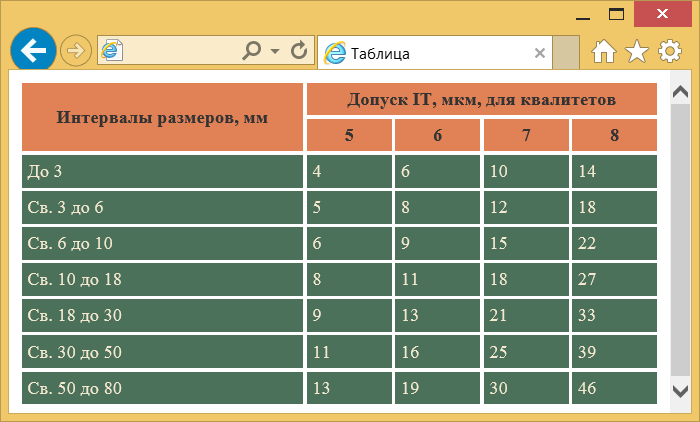 Таблица
Интервалы размеров, мм
Допуск IT, мкм, для квалитетов
5 6 7 8
До 3 4 6 10 14
Св. 3 до 6 5 8 12 18
Св. 6 до 10 6 9 15 22
Св. 10 до 18 8 11 18 27
Св. 18 до 30 9 13 21 33
Св. 30 до 50 11 16 25 39
Св. 50 до 80 13 19 30 46